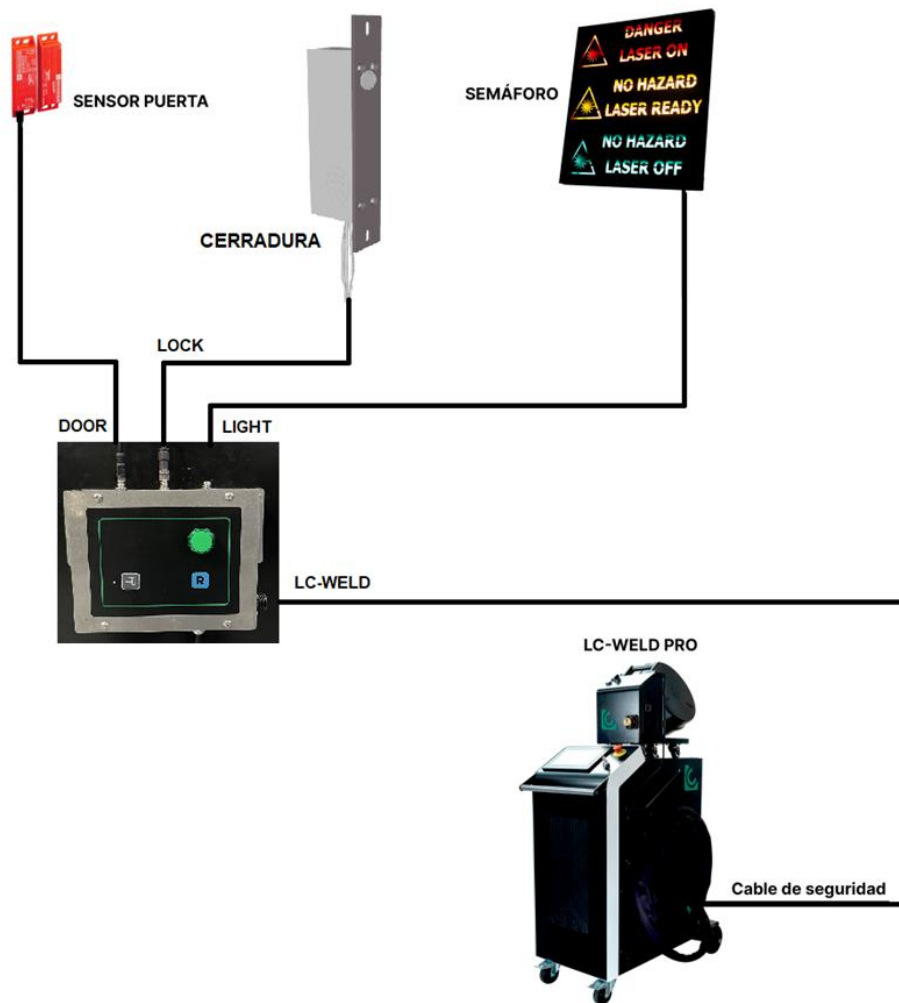 SENSOR PUERTA
CERRADURA
SEMÁFORO
DANGER
LASER ON
NO HAZARD
LASER READY
NO HAZARD
LASER OFF
LOCK
DOOR
LIGHT
R
LC-WELD
LC-WELD PRO
Cable de seguridad